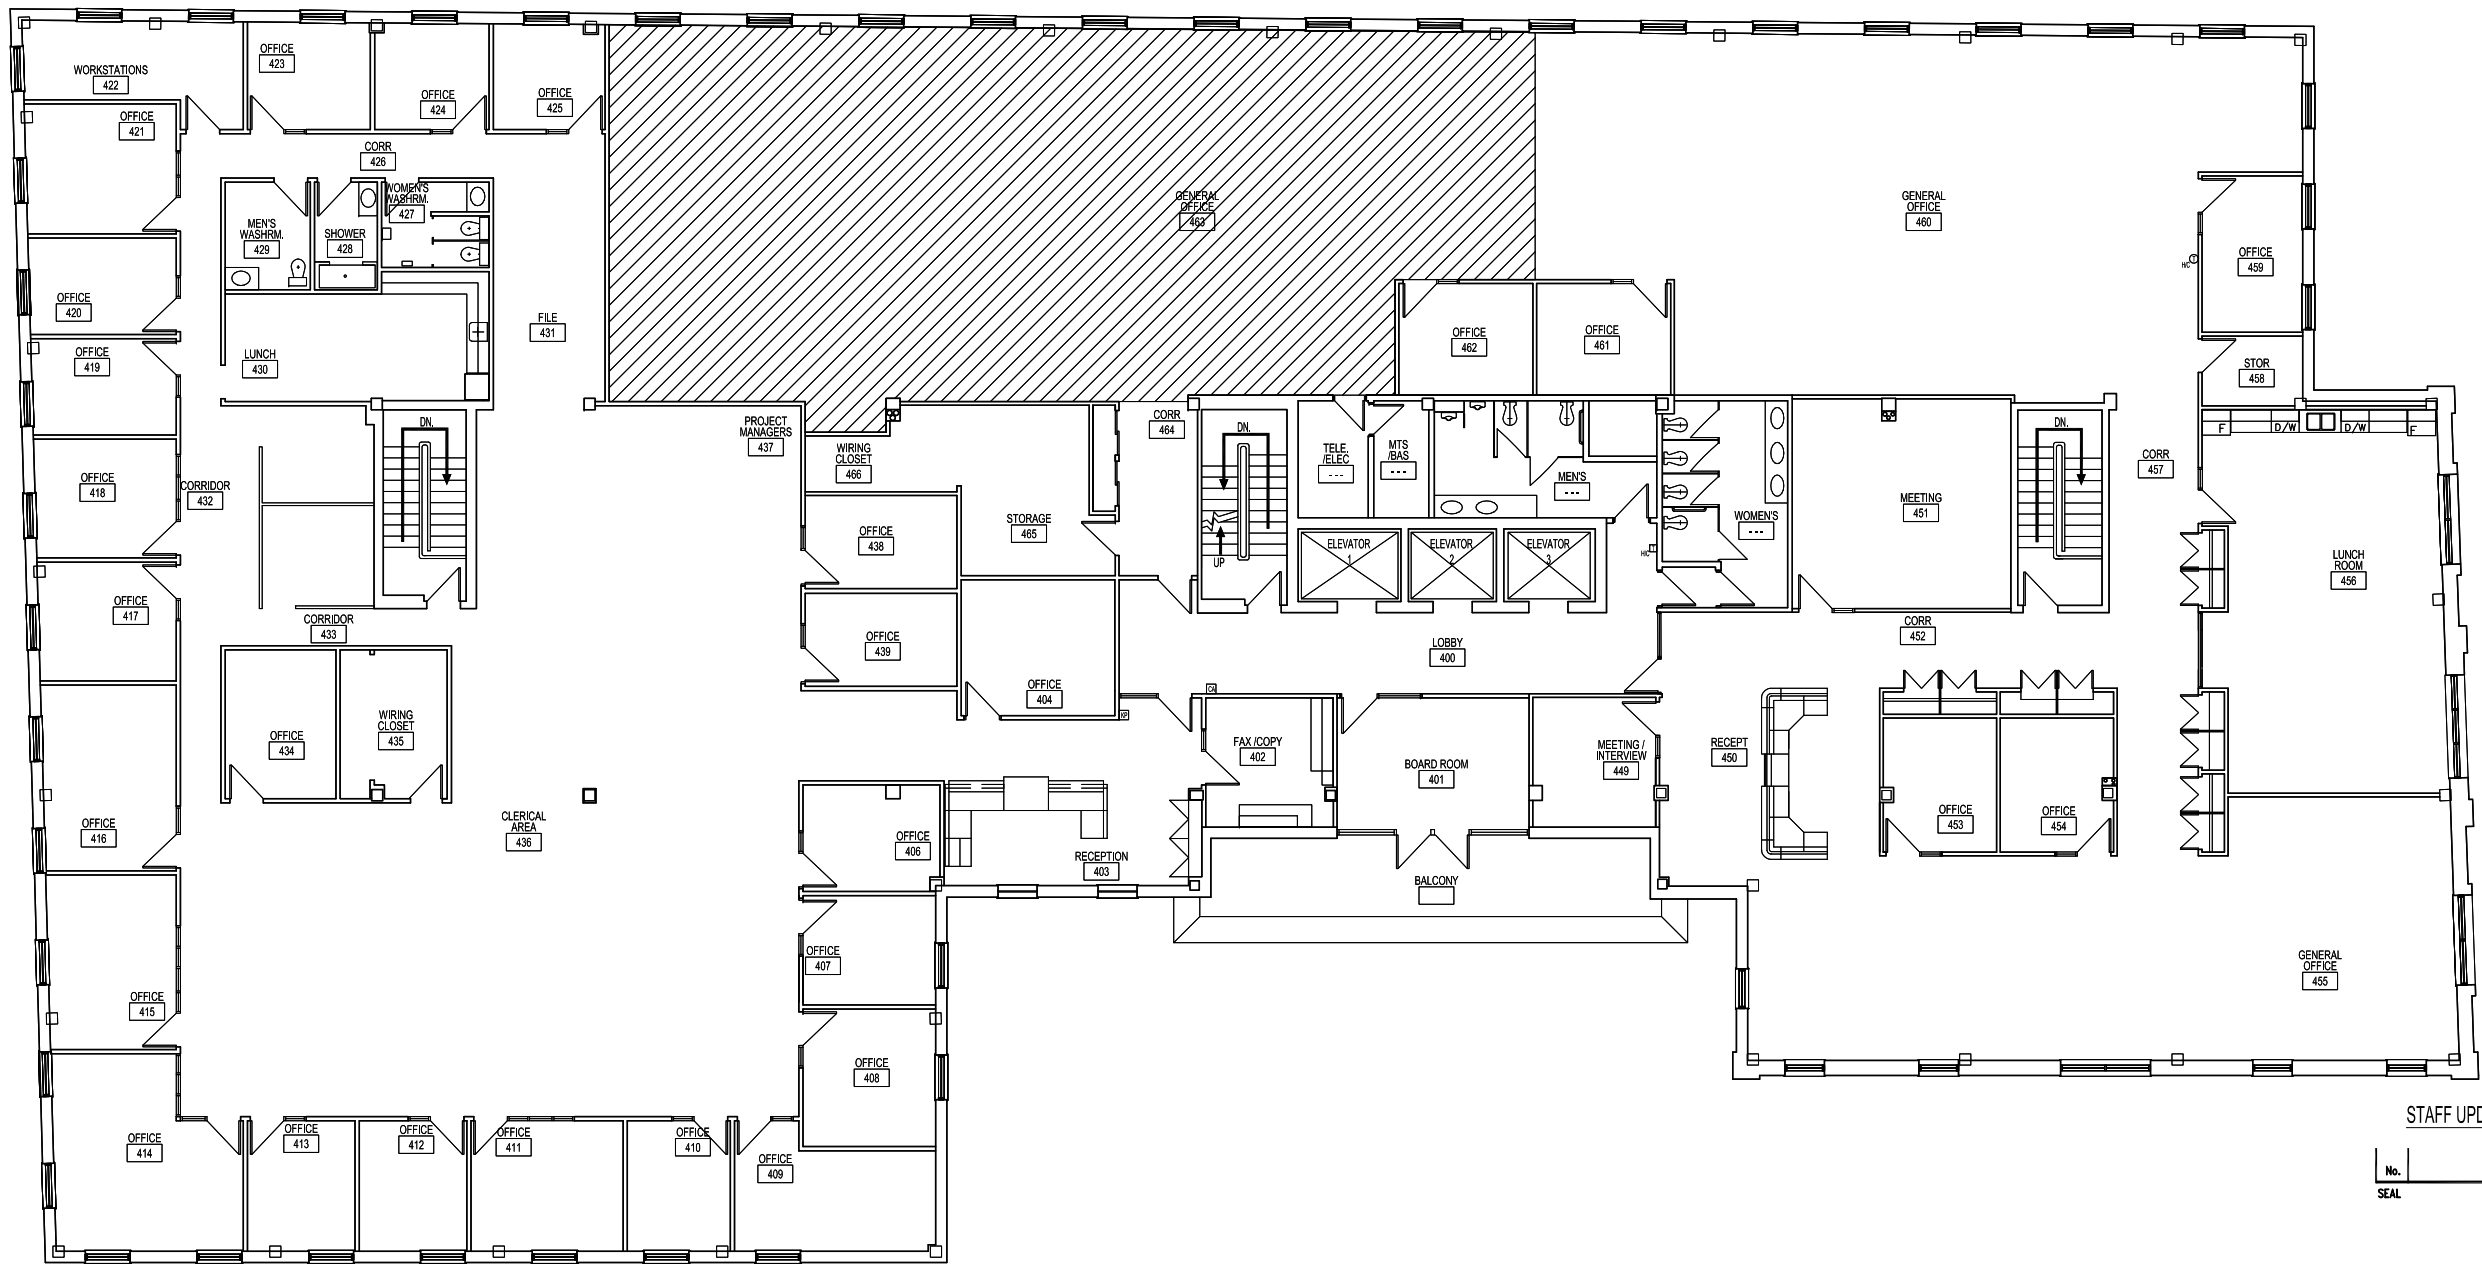 WORKSTATIONS
422
OFFICE
423
OFFICE
424
OFFICE
425
OFFICE
421
CORR
426
WOMEN'S
WASHRM.
427
MEN'S
WASHRM.
429
SHOWER
428
GENERAL
OFFICE
463
GENERAL
OFFICE
460
OFFICE
459
H/C
T
OFFICE
420
FILE
431
OFFICE
462
OFFICE
461
OFFICE
419
LUNCH
430
STOR
458
PROJECT
MANAGERS
437
CORR
464
DN.
DN.
DN.
F
D/W
D/W
F
WIRING
CLOSET
466
TELE.
/ELEC
---
MTS
/BAS
---
MEN'S
---
CORR
457
OFFICE
418
CORRIDOR
432
MEETING
451
STORAGE
465
WOMEN'S
---
OFFICE
438
UP
ELEVATOR
1
ELEVATOR
2
ELEVATOR
3
H/C
T
LUNCH
ROOM
456
OFFICE
417
CORRIDOR
433
OFFICE
439
LOBBY
400
CORR
452
OFFICE
404
CA
KP
OFFICE
434
WIRING
CLOSET
435
FAX /COPY
402
BOARD ROOM
401
MEETING /
INTERVIEW
449
RECEPT
450
OFFICE
416
CLERICAL
AREA
436
OFFICE
406
RECEPTION
403
OFFICE
453
OFFICE
454
BALCONY
OFFICE
407
GENERAL
OFFICE
455
OFFICE
415
OFFICE
408
OFFICE
414
OFFICE
413
OFFICE
412
OFFICE
411
OFFICE
410
OFFICE
409
STAFF UPD
No.
SEAL